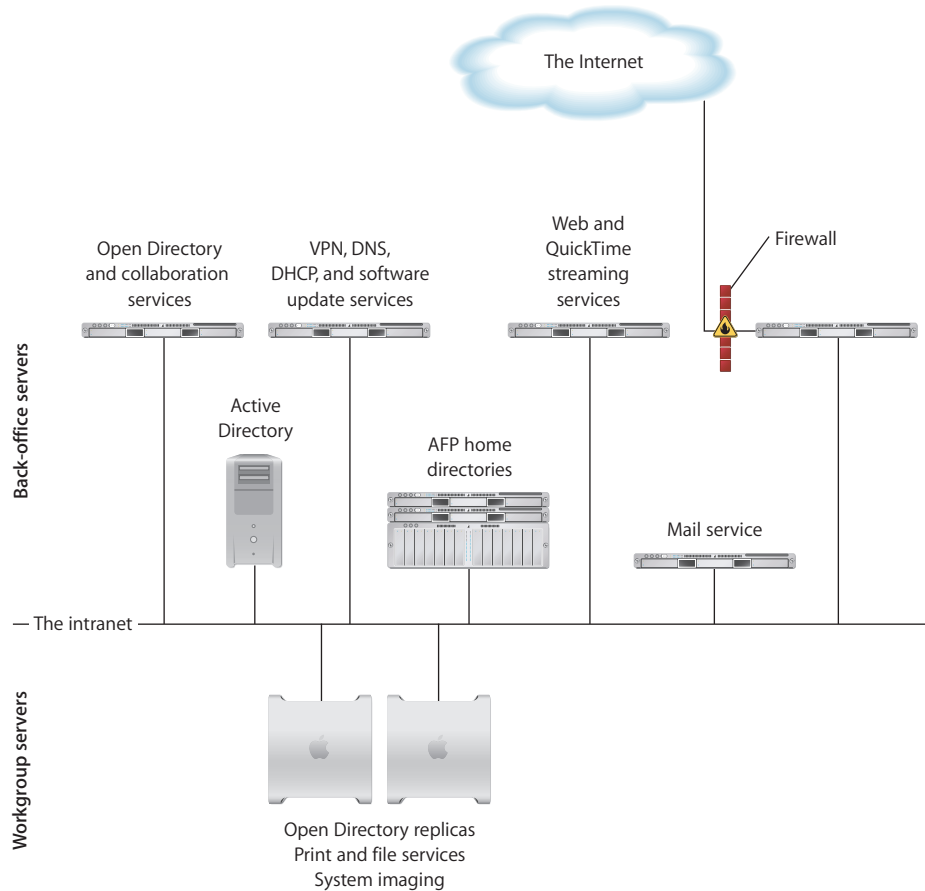 The Internet
Open Directory
and collaboration
services
VPN, DNS,
DHCP, and software
update services
Web and
QuickTime
streaming
services
Firewall
Back-office servers
Active
Directory
AFP home
directories
Mail service
The intranet
Workgroup servers
Open Directory replicas
Print and file services
System imaging